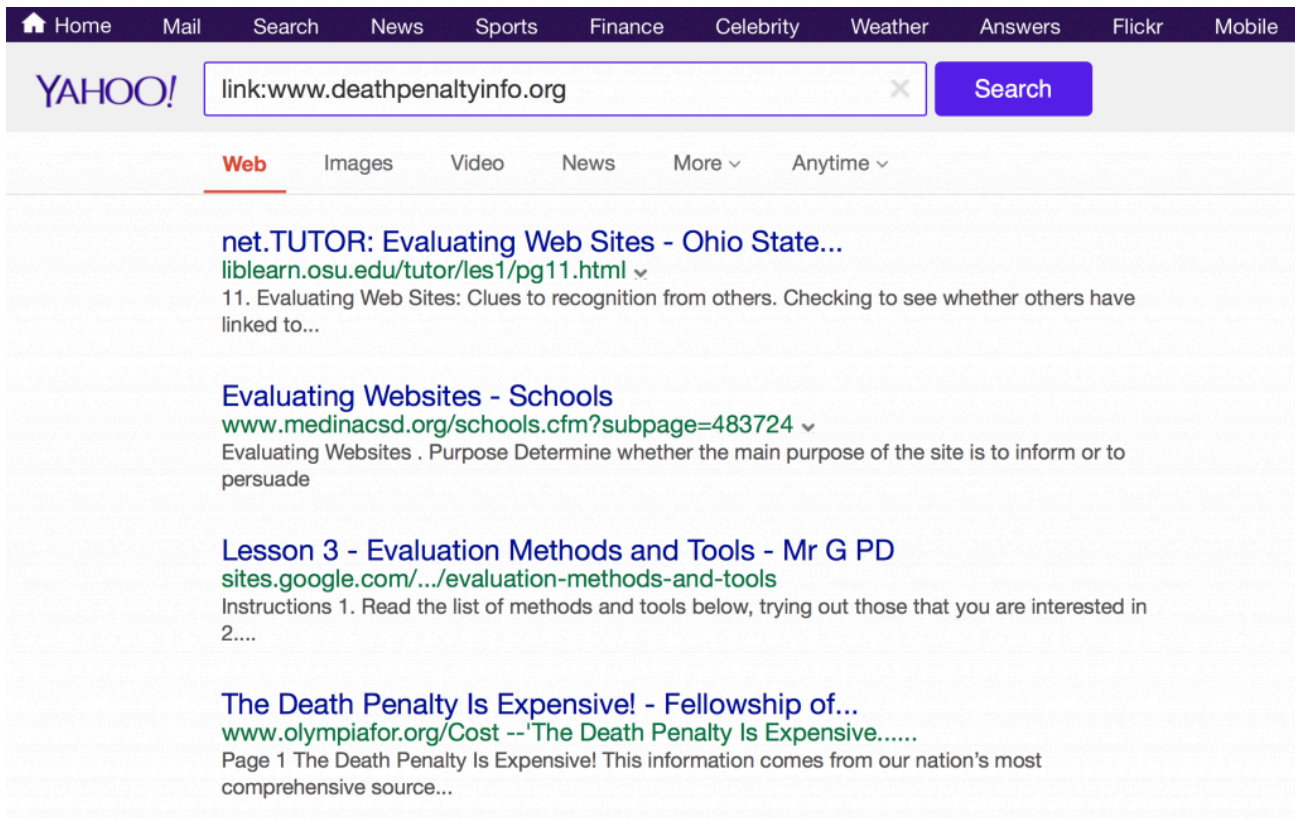 Home Mail Search News Sports Finance Celebrity Weather Answers Flickr Mobile
YAHOO! link:www.deathpenaltyinfo.org Search
Web Images Video News More Anytime
net.TUTOR: Evaluating Web Sites - Ohio State...
liblearn.osu.edu/tutor/les1/pg11.html
11. Evaluating Web Sites: Clues to recognition from others. Checking to see whether others have
linked to...
Evaluating Websites - Schools
www.medinacsd.org/schools.cfm?subpage=483724
Evaluating Websites . Purpose Determine whether the main purpose of the site is to inform or to
persuade
Lesson 3 - Evaluation Methods and Tools - Mr G PD
sites.google.com/.../evaluation-methods-and-tools
Instructions 1. Read the list of methods and tools below, trying out those that you are interested in
2....
The Death Penalty Is Expensive! - Fellowship of...
www.olympiafor.org/Cost --'The Death Penalty Is Expensive......
Page 1 The Death Penalty Is Expensive! This information comes from our nation's most
comprehensive source...